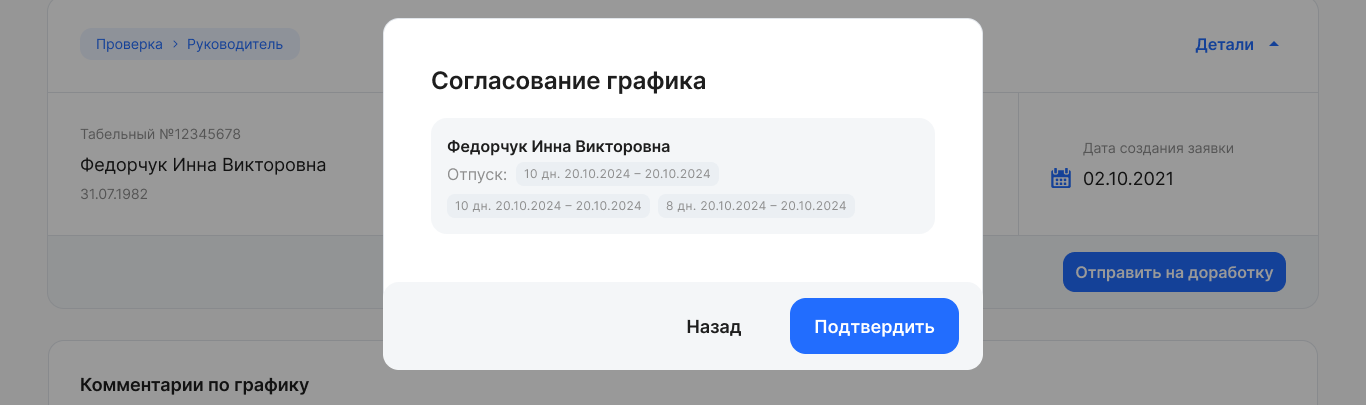 Проверка > Руководитель
Детали
Табельный №12345678
Федорчук Инна Викторовна
31.07.1982
Дата создания заявки
02.10.2021
Отправить на доработку
Согласование графика
Федорчук Инна Викторовна
Отпуск: 10 дн. 20.10.2024 – 20.10.2024
10 дн. 20.10.2024 – 20.10.2024 8 дн. 20.10.2024 – 20.10.2024
Назад Подтвердить
Комментарии по графику